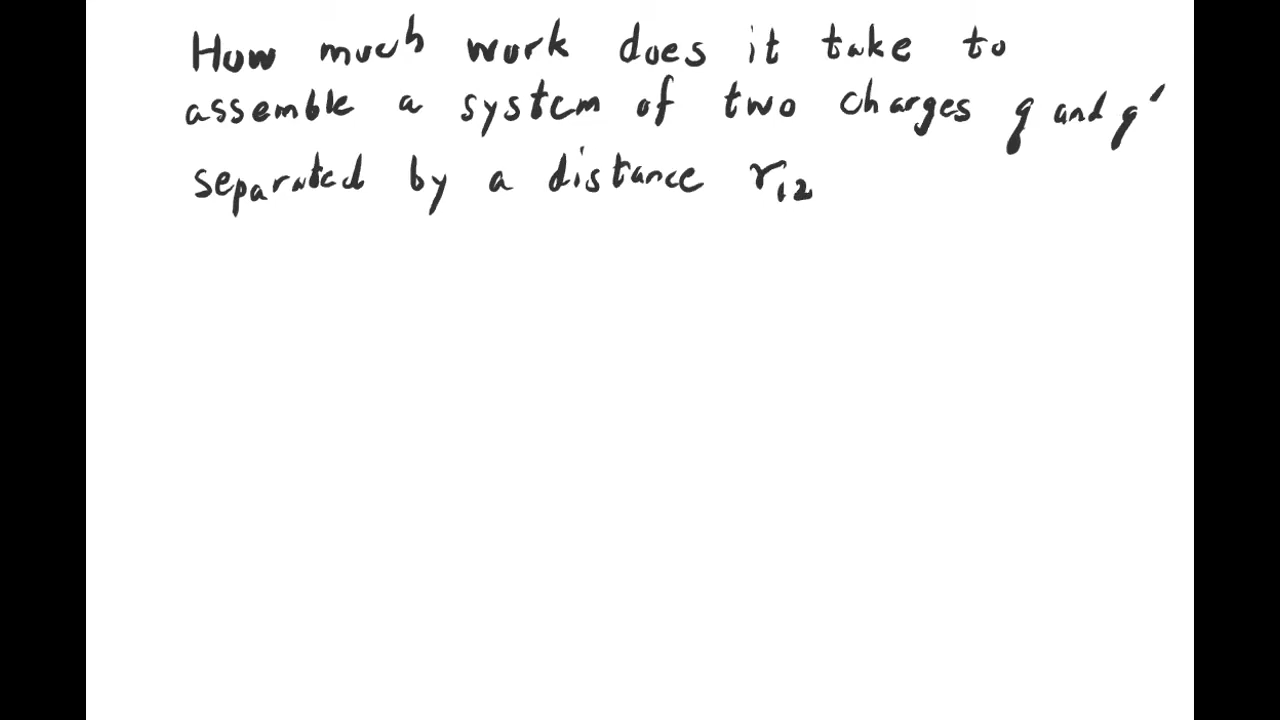 How much work does it take to
assemble a system of two charges q and q'
separated by a distance r₁₂